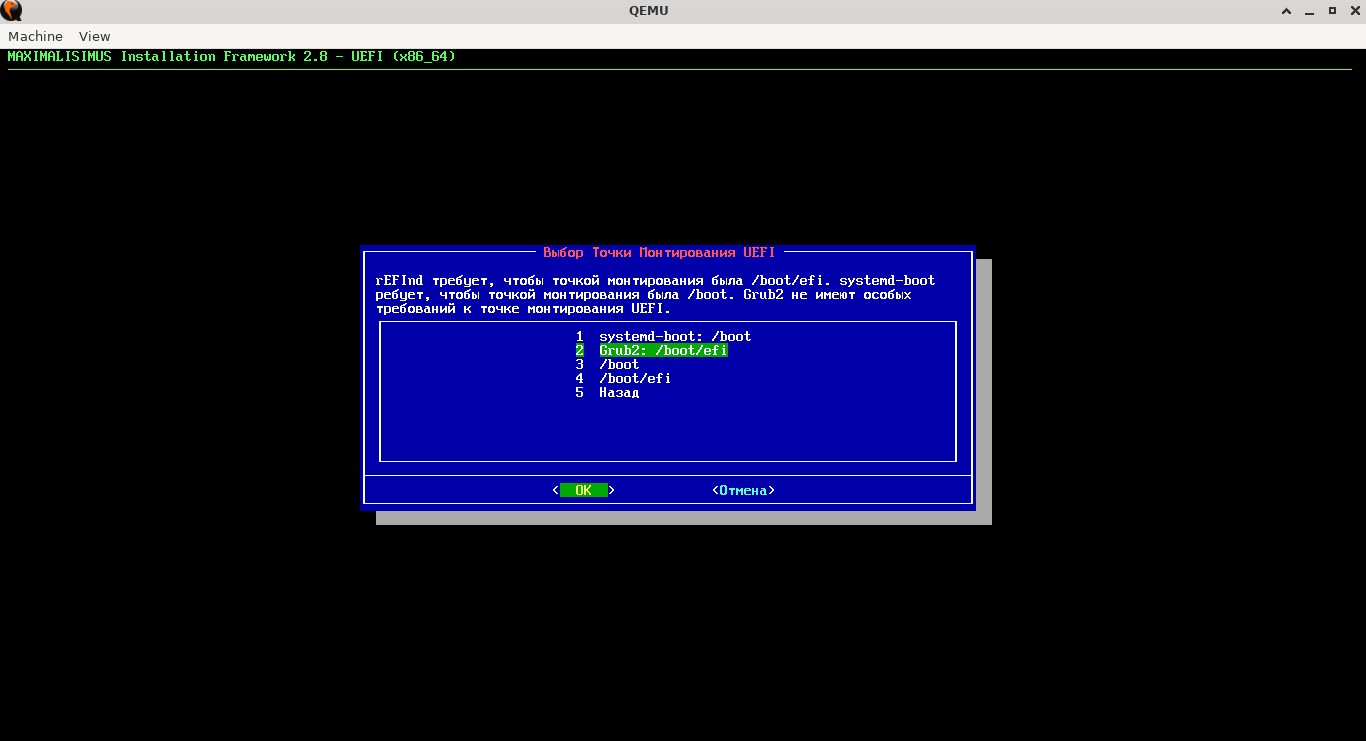 QEMU
Machine View
MAXIMALISIMUS Installation Framework 2.8 - UEFI (x86_64)
Выбор Точки Монтирования UEFI
rEFInd требует, чтобы точкой монтирования была /boot/efi. systemd-boot
ребует, чтобы точкой монтирования была /boot. Grub2 не имеют особых
требований к точке монтирования UEFI.
1 systemd-boot: /boot
2 Grub2: /boot/efi
3 /boot
4 /boot/efi
5 Назад
< OK > <Отмена>